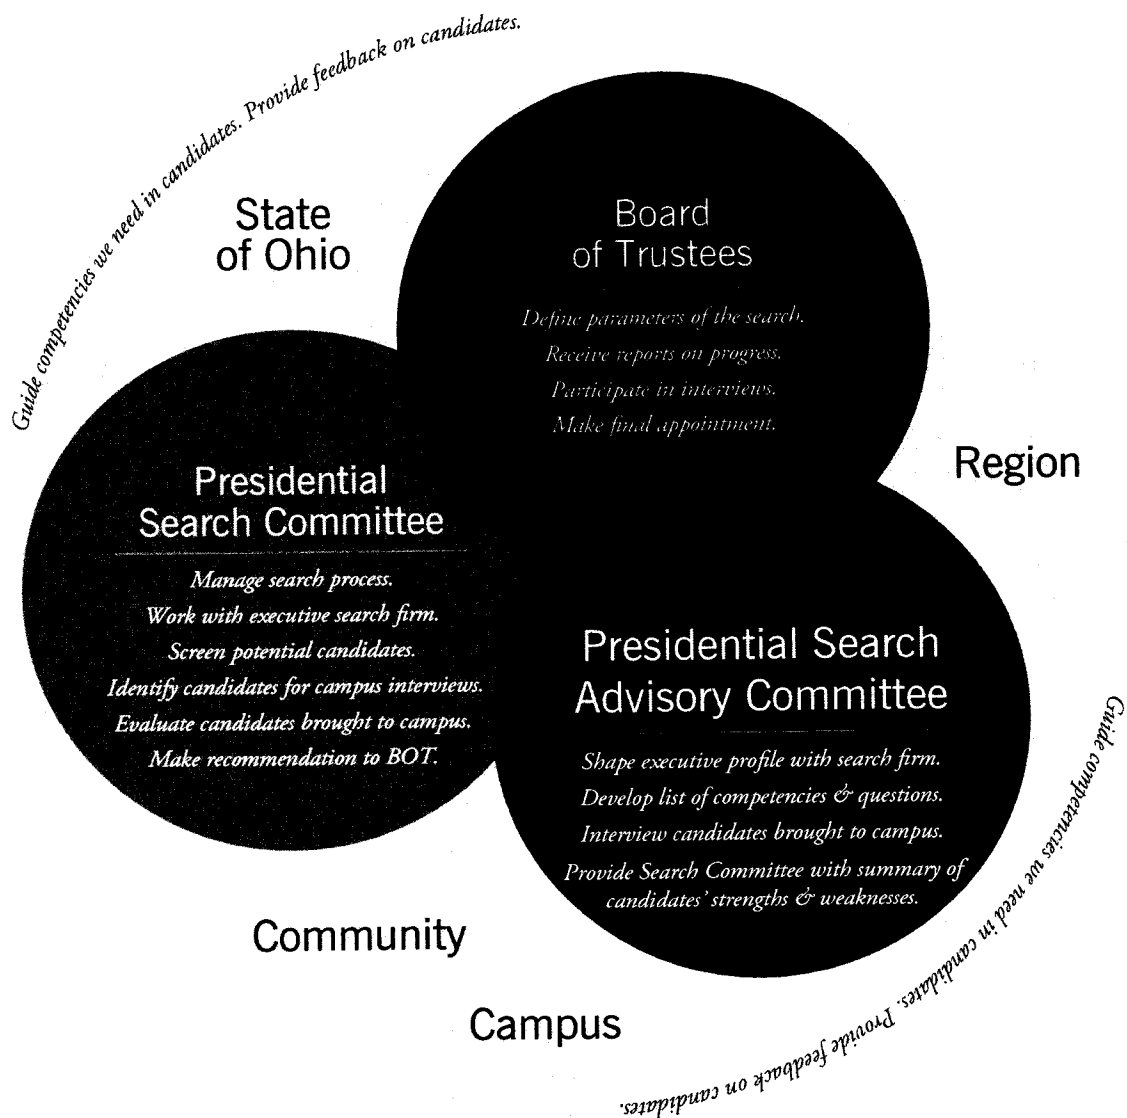 Guide competencies we need in candidates. Provide feedback on candidates.
State
of Ohio
Board
of Trustees
Define parameters of the search.
Receive reports on progress.
Participate in interviews.
Make final appointment.
Region
Presidential
Search Committee
Manage search process.
Work with executive search firm.
Screen potential candidates.
Identify candidates for campus interviews.
Evaluate candidates brought to campus.
Make recommendation to BOT.
Presidential Search
Advisory Committee
Shape executive profile with search firm.
Develop list of competencies & questions.
Interview candidates brought to campus.
Provide Search Committee with summary of
candidates' strengths & weaknesses.
Community
Campus
Guide competencies we need in candidates. Provide feedback on candidates.